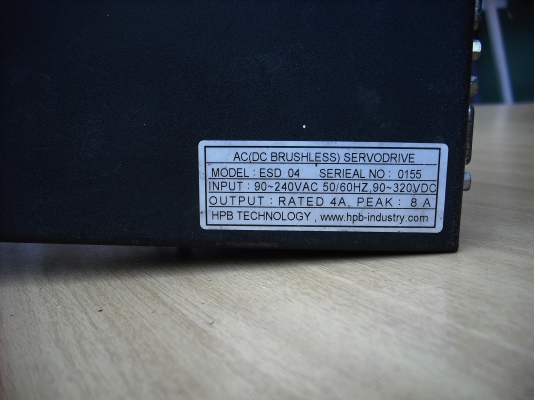 AC(DC BRUSHLESS) SERVODRIVE
MODEL : ESD 04 SERIEAL NO : 0155
INPUT : 90~240VAC 50/60HZ,90~320VDC
OUTPUT : RATED 4A, PEAK : 8 A
HPB TECHNOLOGY , www.hpb-industry.com